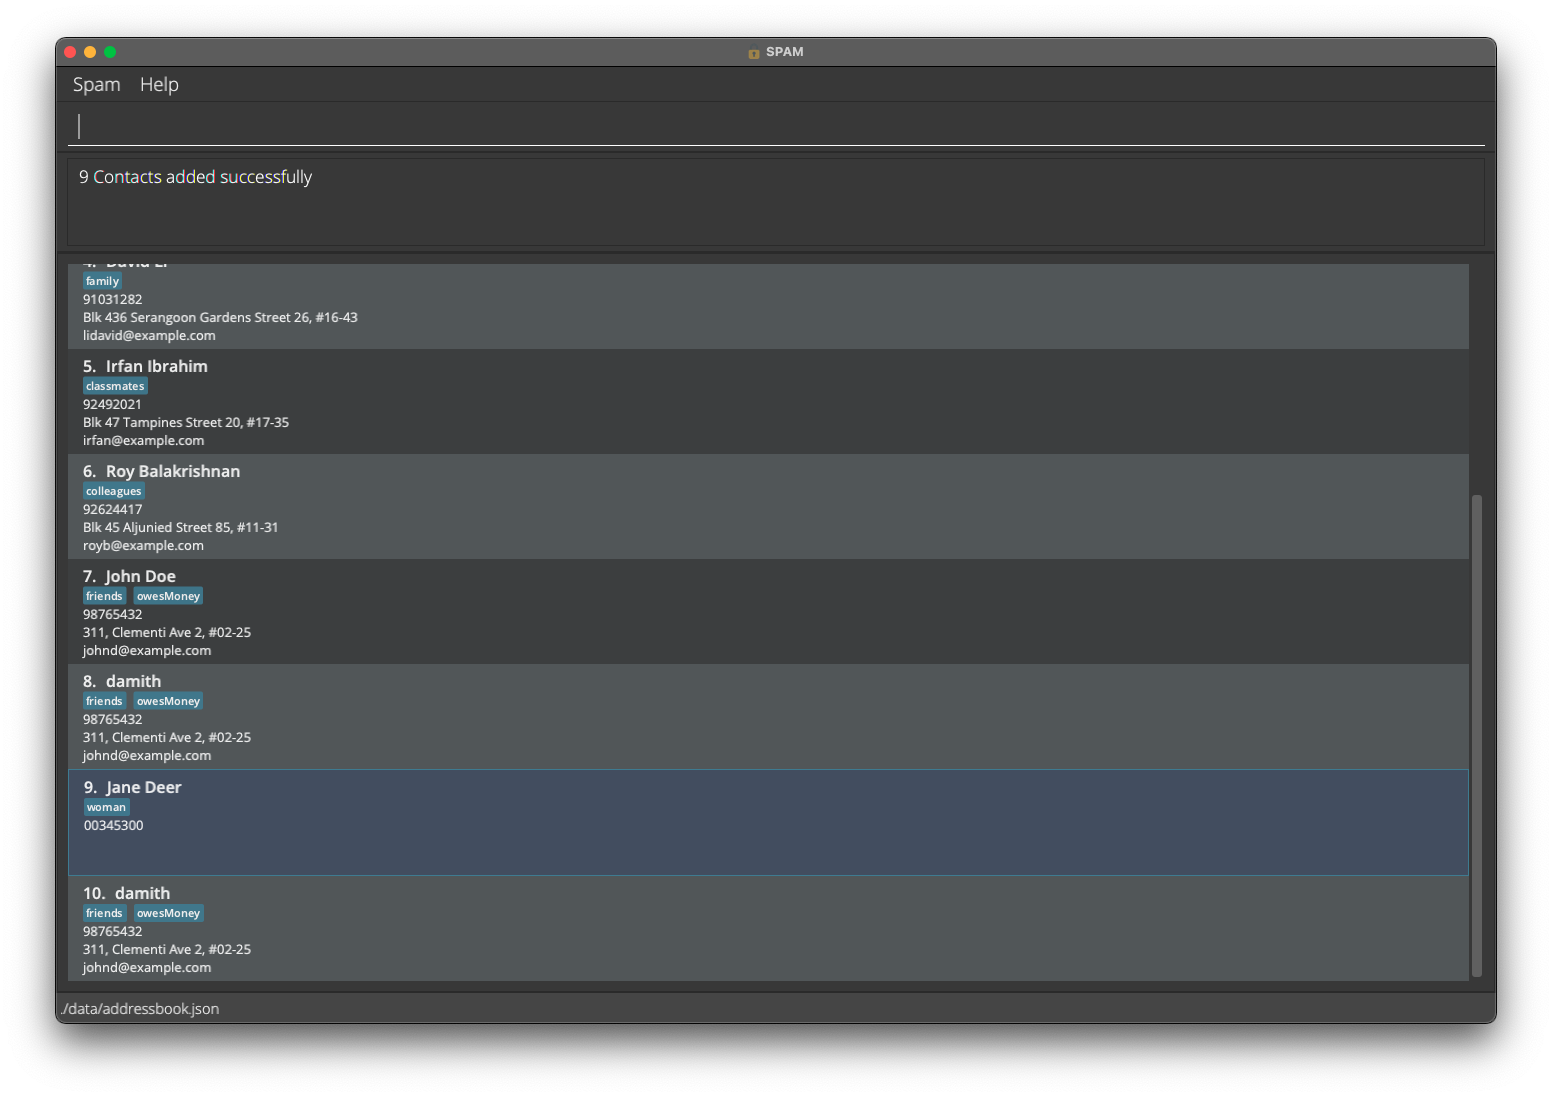 SPAM
Spam Help
9 Contacts added successfully
4. David Li
family
91031282
Blk 436 Serangoon Gardens Street 26, #16-43
lidavid@example.com
5. Irfan Ibrahim
classmates
92492021
Blk 47 Tampines Street 20, #17-35
irfan@example.com
6. Roy Balakrishnan
colleagues
92624417
Blk 45 Aljunied Street 85, #11-31
royb@example.com
7. John Doe
friends owesMoney
98765432
311, Clementi Ave 2, #02-25
johnd@example.com
8. damith
friends owesMoney
98765432
311, Clementi Ave 2, #02-25
johnd@example.com
9. Jane Deer
woman
00345300
10. damith
friends owesMoney
98765432
311, Clementi Ave 2, #02-25
johnd@example.com
./data/addressbook.json